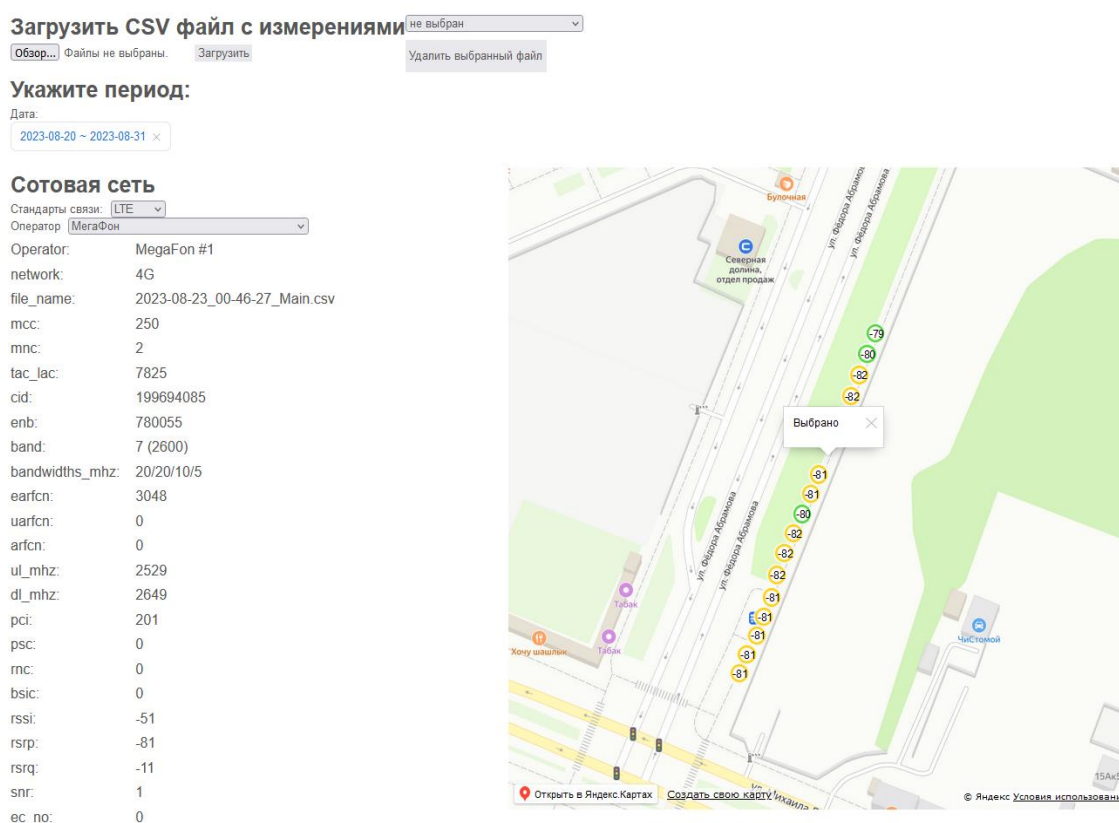 Загрузить CSV файл с измерениями
не выбран
Обзор... Файлы не выбраны. Загрузить
Удалить выбранный файл
Укажите период:
Дата:
2023-08-20 ~ 2023-08-31
Сотовая сеть
Стандарты связи: LTE
Оператор МегаФон
Operator: MegaFon #1
network: 4G
file_name: 2023-08-23_00-46-27_Main.csv
mcc: 250
mnc: 2
tac_lac: 7825
cid: 199694085
enb: 780055
band: 7 (2600)
bandwidths_mhz: 20/20/10/5
earfcn: 3048
uarfcn: 0
arfcn: 0
ul_mhz: 2529
dl_mhz: 2649
pci: 201
psc: 0
rnc: 0
bsic: 0
rssi: -51
rsrp: -81
rsrq: -11
snr: 1
ec_no: 0
Булочная
ул. Фёдора Абрамова
ул. Фёдора Абрамова
Северная
долина,
отдел продаж
-79
-80
-82
-82
Выбрано
-81
-81
-80
-82
-82
-82
-81
-81
-81
-81
-81
ул. Фёдора Абрамова
ул. Фёдора Абрамова
Табак
Хочу шашлык
Табак
ЧиСтомой
Открыть в Яндекс.Картах
Создать свою карту
© Яндекс Условия использован